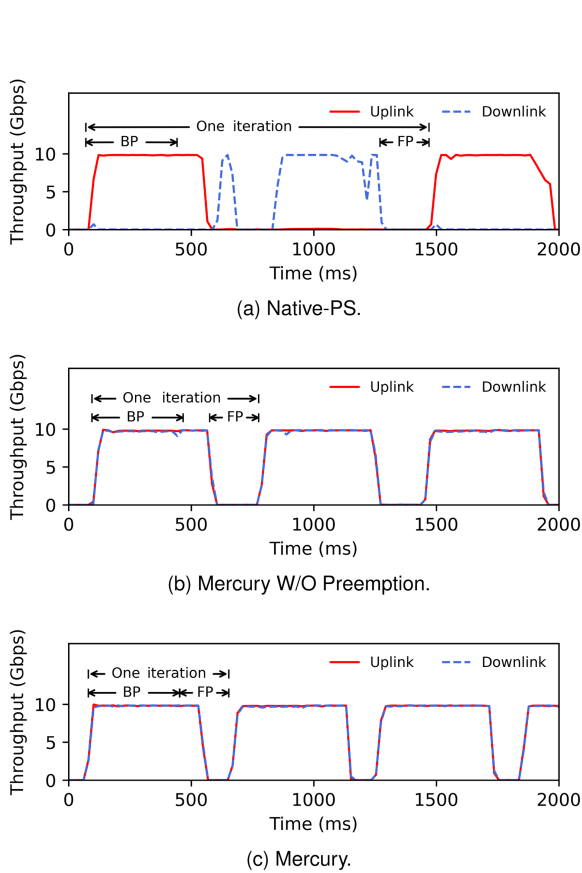 Uplink Downlink
One iteration
BP FP
Throughput (Gbps)
10
5
0
0 500 1000 1500 2000
Time (ms)
(a) Native-PS.
Uplink Downlink
One iteration
BP FP
Throughput (Gbps)
10
5
0
0 500 1000 1500 2000
Time (ms)
(b) Mercury W/O Preemption.
Uplink Downlink
One iteration
BP FP
Throughput (Gbps)
10
5
0
0 500 1000 1500 2000
Time (ms)
(c) Mercury.